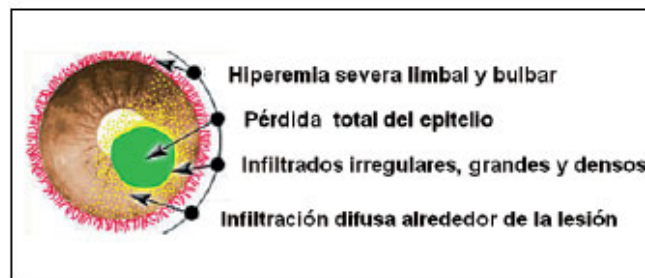 Hiperemia severa limbal y bulbar
Pérdida total del epitelio
Infiltrados irregulares, grandes y densos
Infiltración difusa alrededor de la lesión